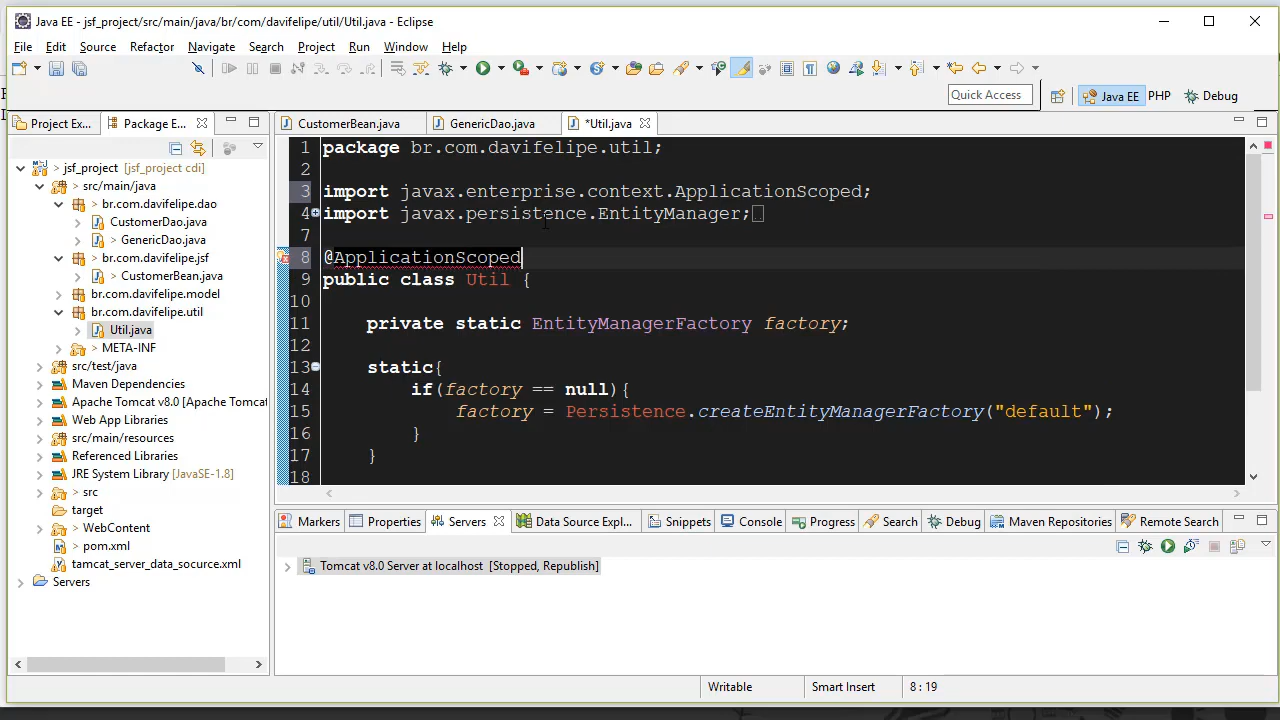 Java EE - jsf_project/src/main/java/br/com/davifelipe/util/Util.java - Eclipse
File Edit Source Refactor Navigate Search Project Run Window Help
Quick Access
Java EE PHP Debug
Project Ex... Package E...
CustomerBean.java GenericDao.java *Util.java
> jsf_project [jsf_project cdi]
> src/main/java
> br.com.davifelipe.dao
CustomerDao.java
> GenericDao.java
> br.com.davifelipe.jsf
> CustomerBean.java
br.com.davifelipe.model
> br.com.davifelipe.util
Util.java
> META-INF
src/test/java
Maven Dependencies
Apache Tomcat v8.0 [Apache Tomcat
Web App Libraries
src/main/resources
Referenced Libraries
JRE System Library [JavaSE-1.8]
> src
target
> WebContent
> pom.xml
tamcat_server_data_socurce.xml
Servers
1 package br.com.davifelipe.util;
2
3 import javax.enterprise.context.ApplicationScoped;
4 import javax.persistence.EntityManager;
7
8 @ApplicationScoped
9 public class Util {
10
11 private static EntityManagerFactory factory;
12
13 static{
14 if(factory == null){
15 factory = Persistence.createEntityManagerFactory("default");
16 }
17 }
18
Markers Properties Servers Data Source Expl... Snippets Console Progress Search Debug Maven Repositories Remote Search
Tomcat v8.0 Server at localhost [Stopped, Republish]
Writable Smart Insert 8 : 19